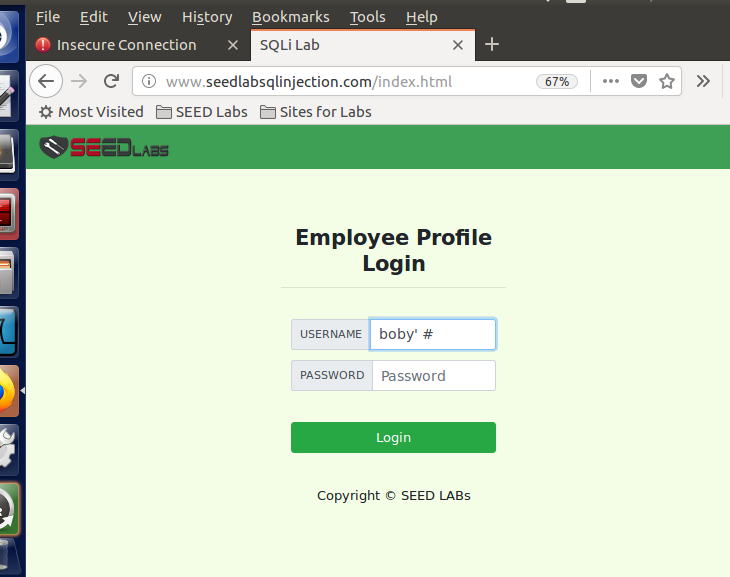 File Edit View History Bookmarks Tools Help
Insecure Connection SQLi Lab
www.seedlabsqlinjection.com/index.html 67%
Most Visited SEED Labs Sites for Labs
SEEDLABS
Employee Profile
Login
USERNAME boby' #
PASSWORD Password
Login
Copyright © SEED LABs